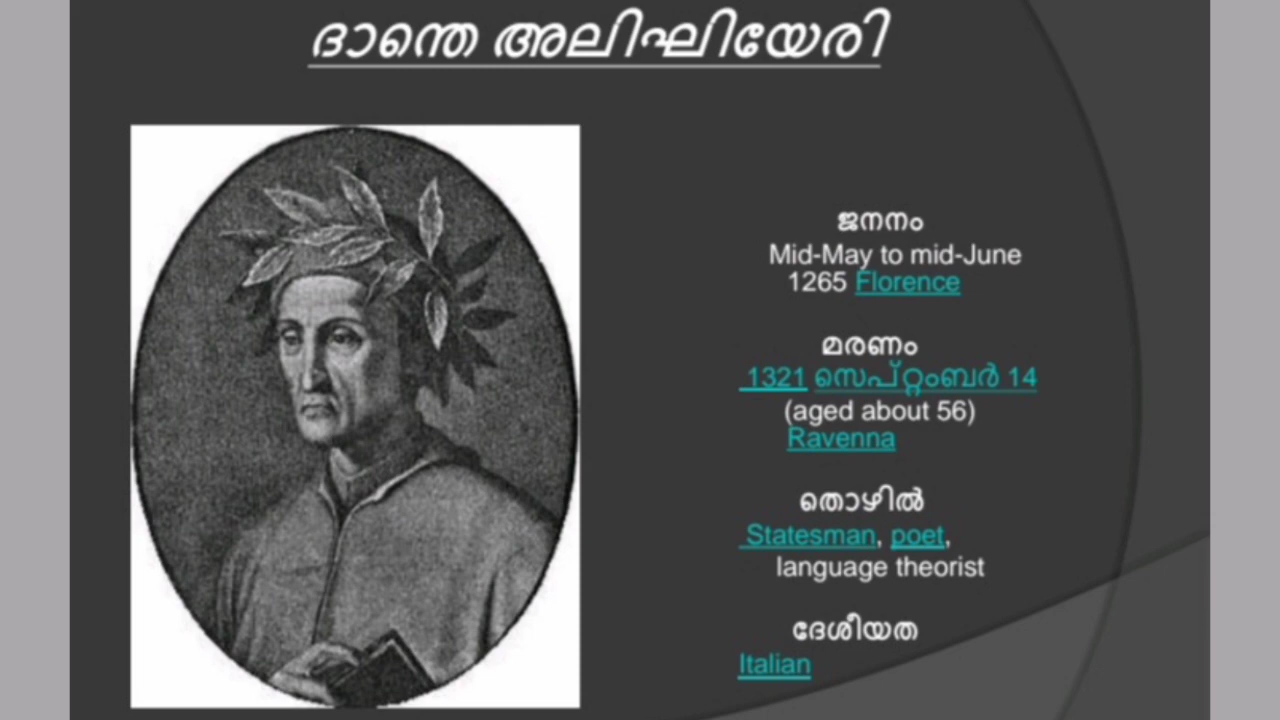 ദാന്തെ അലിഘിയേരി
ജനനം
Mid-May to mid-June
1265 Florence
മരണം
1321 സെപ്റ്റംബർ 14
(aged about 56)
Ravenna
തൊഴിൽ
Statesman, poet,
language theorist
ദേശീയത
Italian